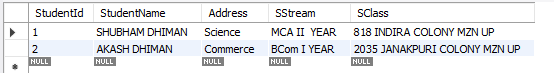 StudentId StudentName Address SStream SClass
1 SHUBHAM DHIMAN Science MCA II  YEAR 818 INDIRA COLONY MZN UP
2 AKASH DHIMAN Commerce BCom I YEAR 2035 JANAKPURI COLONY MZN UP
NULL NULL NULL NULL NULL